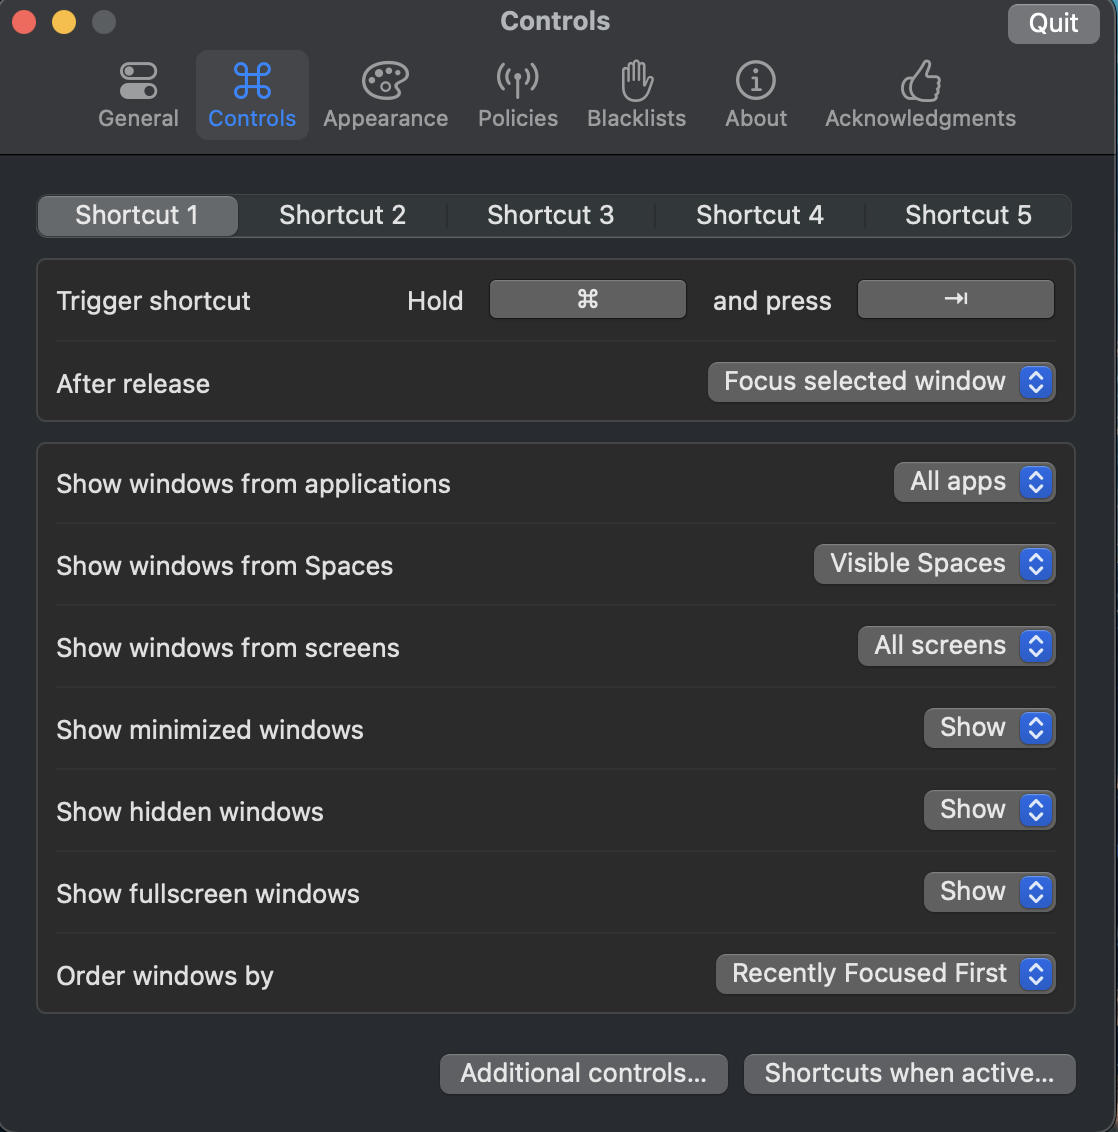 Controls
Quit
General
Controls
Appearance
Policies
Blacklists
About
Acknowledgments
Shortcut 1
Shortcut 2
Shortcut 3
Shortcut 4
Shortcut 5
Trigger shortcut Hold ⌘ and press ⇥
After release Focus selected window
Show windows from applications All apps
Show windows from Spaces Visible Spaces
Show windows from screens All screens
Show minimized windows Show
Show hidden windows Show
Show fullscreen windows Show
Order windows by Recently Focused First
Additional controls...
Shortcuts when active...